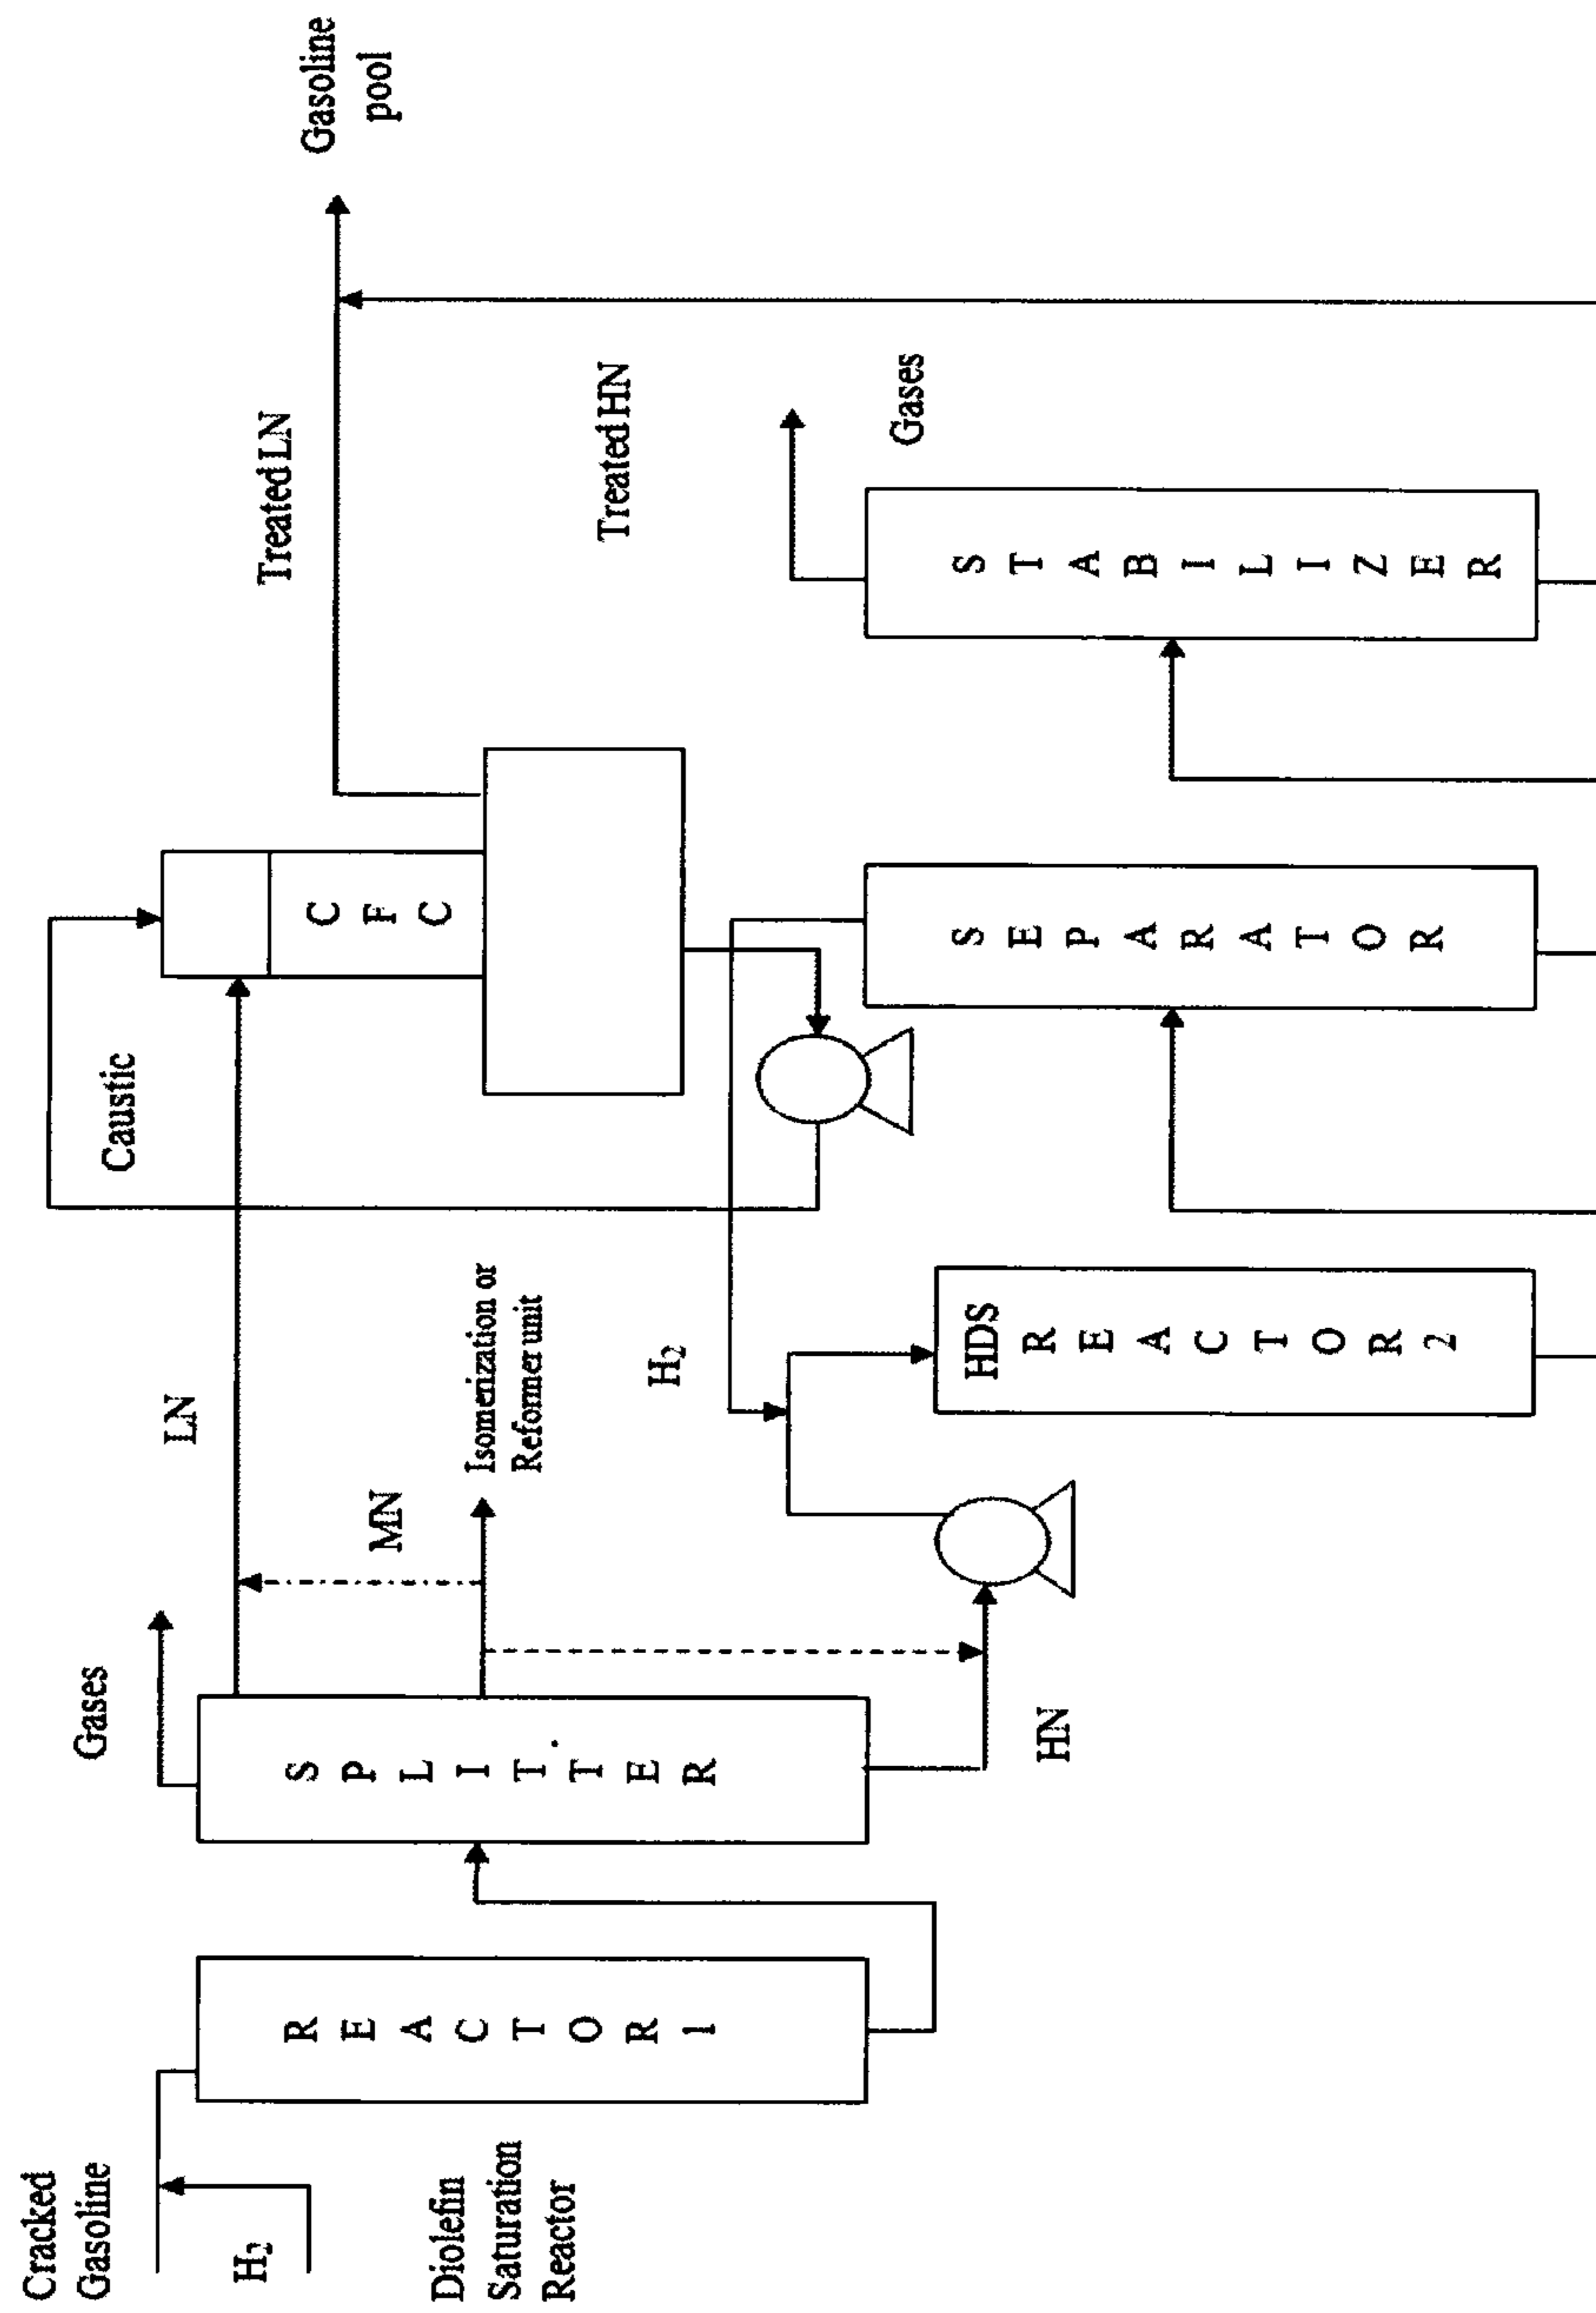 Cracked
Gasoline
H2
Diolefin
Saturation
Reactor
REACTOR 1
Gases
SPLITTER
LN
MN
Isomerization or
Reformer unit
HN
H2
HDS
REACTOR 2
Caustic
CFC
SEPARATOR
Treated LN
Treated HN
Gases
STABILIZER
Gasoline
pool